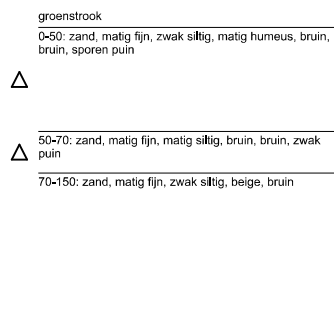 groenstrook
0-50: zand, matig fijn, zwak siltig, matig humeus, bruin,
bruin, sporen puin
50-70: zand, matig fijn, matig siltig, bruin, bruin, zwak
puin
70-150: zand, matig fijn, zwak siltig, beige, bruin